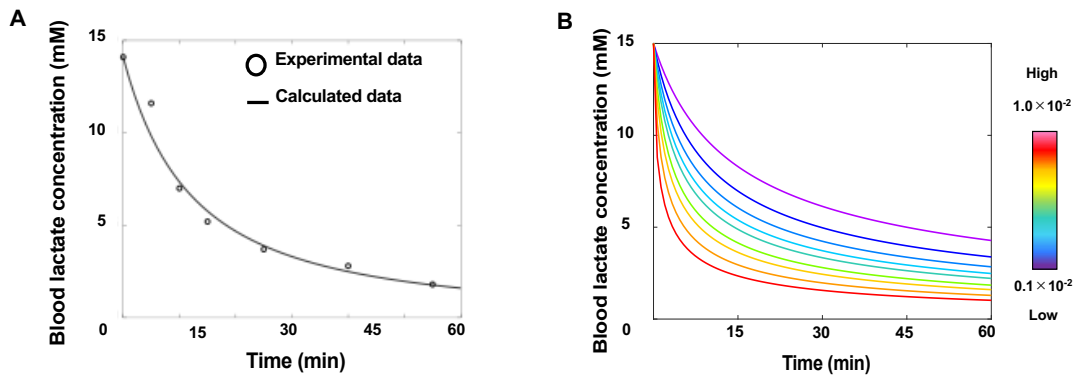 A
Blood lactate concentration (mM)
15
10
5
0
15
30
45
60
Time (min)
Experimental data
Calculated data
B
Blood lactate concentration (mM)
15
10
5
0
15
30
45
60
Time (min)
High
1.0×10⁻²
0.1×10⁻²
Low